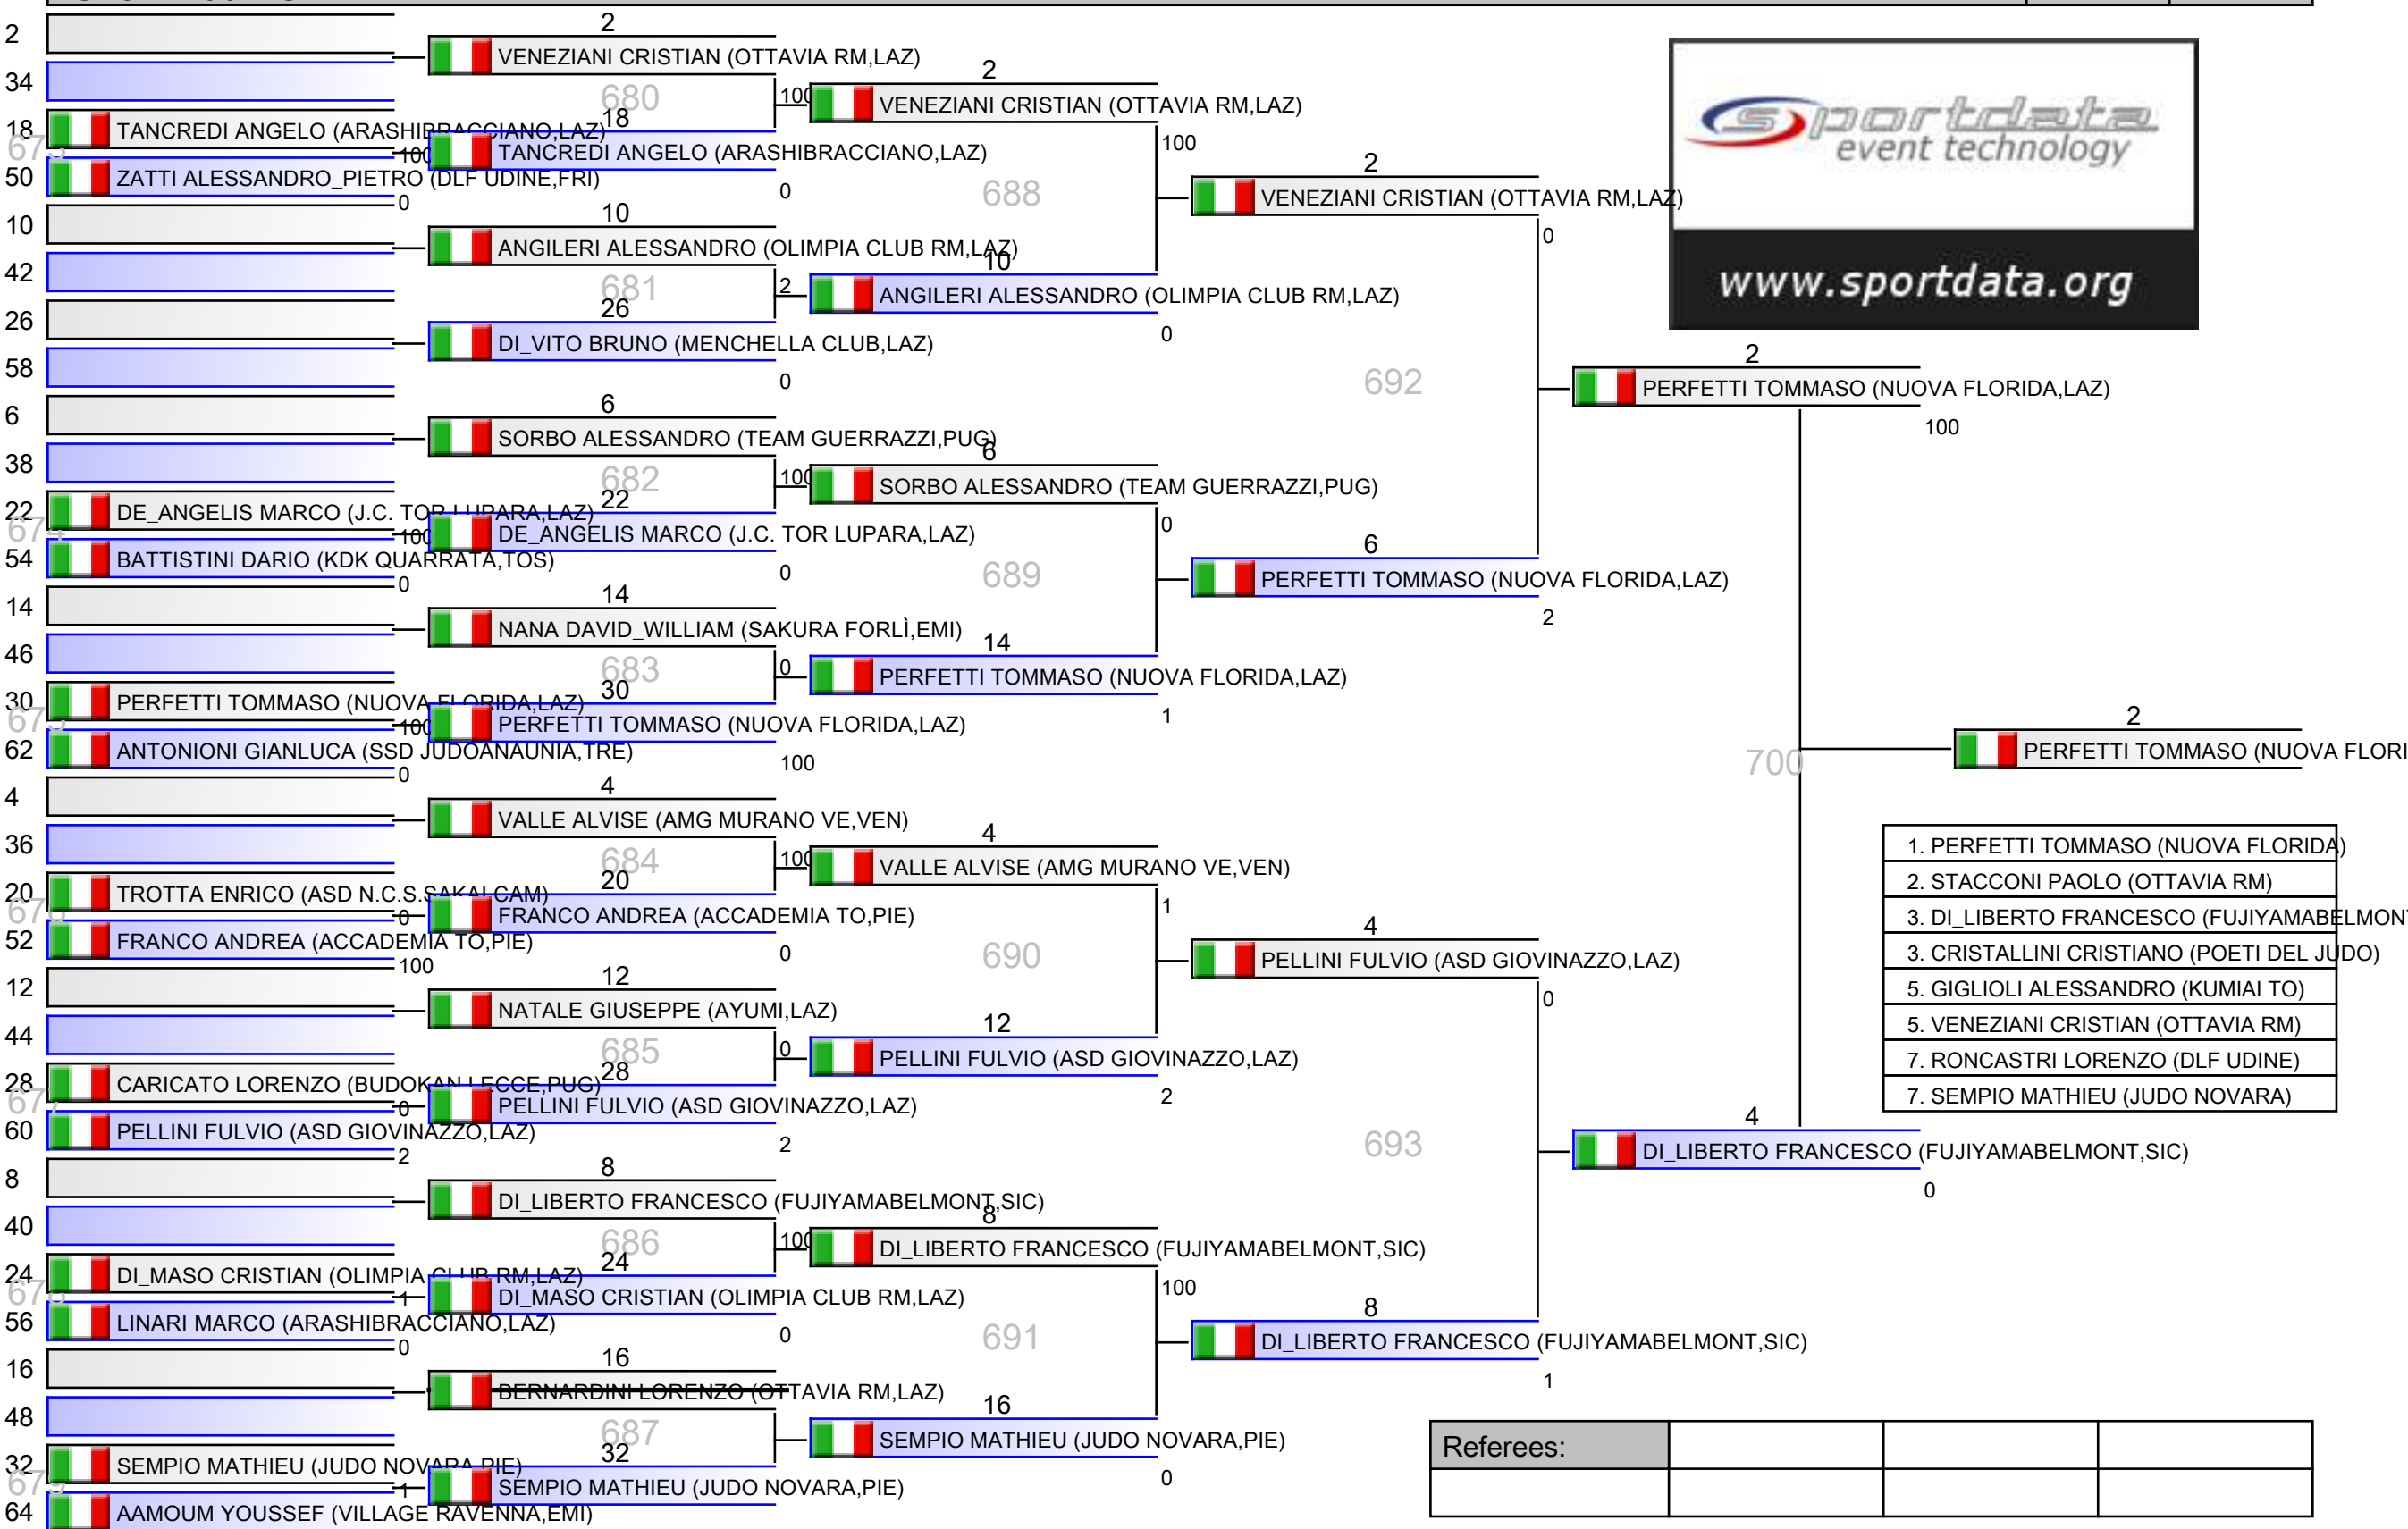 2
34
18 TANCREDI ANGELO (ARASHIBRACCIANO,LAZ)
100
50 ZATTI ALESSANDRO_PIETRO (DLF UDINE,FRI)
0
10
42
26
58
6
38
22 DE_ANGELIS MARCO (J.C. TOR LUPARA,LAZ)
100
54 BATTISTINI DARIO (KDK QUARRATA,TOS)
0
14
46
30 PERFETTI TOMMASO (NUOVA FLORIDA,LAZ)
100
62 ANTONIONI GIANLUCA (SSD JUDOANAUNIA,TRE)
0
4
36
20 TROTTA ENRICO (ASD N.C.S.SAKAI,CAM)
0
52 FRANCO ANDREA (ACCADEMIA TO,PIE)
100
12
44
28 CARICATO LORENZO (BUDOKAN LECCE,PUG)
0
60 PELLINI FULVIO (ASD GIOVINAZZO,LAZ)
2
8
40
24 DI_MASO CRISTIAN (OLIMPIA CLUB RM,LAZ)
1
56 LINARI MARCO (ARASHIBRACCIANO,LAZ)
0
16
48
32 SEMPIO MATHIEU (JUDO NOVARA,PIE)
1
64 AAMOUM YOUSSEF (VILLAGE RAVENNA,EMI)
2
VENEZIANI CRISTIAN (OTTAVIA RM,LAZ)
680
100
18
TANCREDI ANGELO (ARASHIBRACCIANO,LAZ)
0
10
ANGILERI ALESSANDRO (OLIMPIA CLUB RM,LAZ)
681
2
26
DI_VITO BRUNO (MENCHELLA CLUB,LAZ)
0
6
SORBO ALESSANDRO (TEAM GUERRAZZI,PUG)
682
100
22
DE_ANGELIS MARCO (J.C. TOR LUPARA,LAZ)
0
14
NANA DAVID_WILLIAM (SAKURA FORLÌ,EMI)
683
0
30
PERFETTI TOMMASO (NUOVA FLORIDA,LAZ)
100
4
VALLE ALVISE (AMG MURANO VE,VEN)
684
100
20
FRANCO ANDREA (ACCADEMIA TO,PIE)
0
12
NATALE GIUSEPPE (AYUMI,LAZ)
685
0
28
PELLINI FULVIO (ASD GIOVINAZZO,LAZ)
2
8
DI_LIBERTO FRANCESCO (FUJIYAMABELMONT,SIC)
686
100
24
DI_MASO CRISTIAN (OLIMPIA CLUB RM,LAZ)
0
16
BERNARDINI LORENZO (OTTAVIA RM,LAZ)
687
32
SEMPIO MATHIEU (JUDO NOVARA,PIE)
2
VENEZIANI CRISTIAN (OTTAVIA RM,LAZ)
100
688
10
ANGILERI ALESSANDRO (OLIMPIA CLUB RM,LAZ)
0
6
SORBO ALESSANDRO (TEAM GUERRAZZI,PUG)
0
689
14
PERFETTI TOMMASO (NUOVA FLORIDA,LAZ)
1
4
VALLE ALVISE (AMG MURANO VE,VEN)
1
690
12
PELLINI FULVIO (ASD GIOVINAZZO,LAZ)
2
8
DI_LIBERTO FRANCESCO (FUJIYAMABELMONT,SIC)
100
691
16
SEMPIO MATHIEU (JUDO NOVARA,PIE)
0
2
VENEZIANI CRISTIAN (OTTAVIA RM,LAZ)
0
692
6
PERFETTI TOMMASO (NUOVA FLORIDA,LAZ)
2
4
PELLINI FULVIO (ASD GIOVINAZZO,LAZ)
0
693
8
DI_LIBERTO FRANCESCO (FUJIYAMABELMONT,SIC)
1
sportdata
event technology
www.sportdata.org
2
PERFETTI TOMMASO (NUOVA FLORIDA,LAZ)
100
700
4
DI_LIBERTO FRANCESCO (FUJIYAMABELMONT,SIC)
0
2
PERFETTI TOMMASO (NUOVA FLORI
1. PERFETTI TOMMASO (NUOVA FLORIDA)
2. STACCONI PAOLO (OTTAVIA RM)
3. DI_LIBERTO FRANCESCO (FUJIYAMABELMONT
3. CRISTALLINI CRISTIANO (POETI DEL JUDO)
5. GIGLIOLI ALESSANDRO (KUMIAI TO)
5. VENEZIANI CRISTIAN (OTTAVIA RM)
7. RONCASTRI LORENZO (DLF UDINE)
7. SEMPIO MATHIEU (JUDO NOVARA)
Referees: